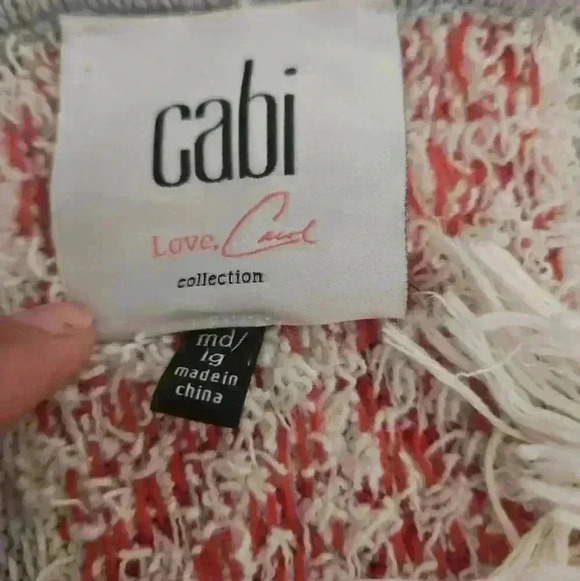 cabi
Love, Carol
collection
md/
lg
made in
china